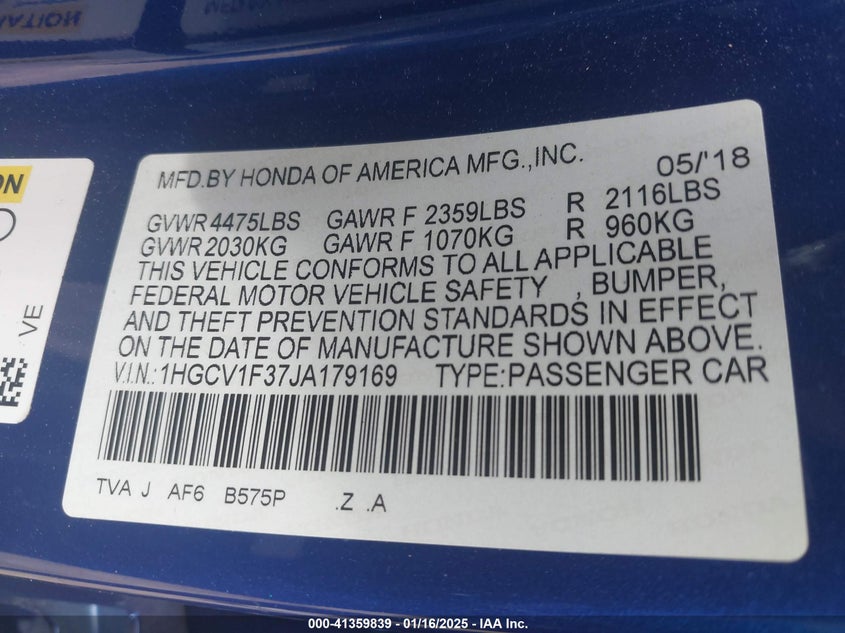 MFD.BY HONDA OF AMERICA MFG.,INC. 05/'18
GVWR 4475LBS GAWR F 2359LBS R 2116LBS
GVWR 2030KG GAWR F 1070KG R 960KG
THIS VEHICLE CONFORMS TO ALL APPLICABLE
FEDERAL MOTOR VEHICLE SAFETY , BUMPER,
AND THEFT PREVENTION STANDARDS IN EFFECT
ON THE DATE OF MANUFACTURE SHOWN ABOVE.
V.I.N.:1HGCV1F37JA179169 TYPE:PASSENGER CAR
TVA J AF6 B575P .Z .A
VE
000-41359839 - 01/16/2025 - IAA Inc.